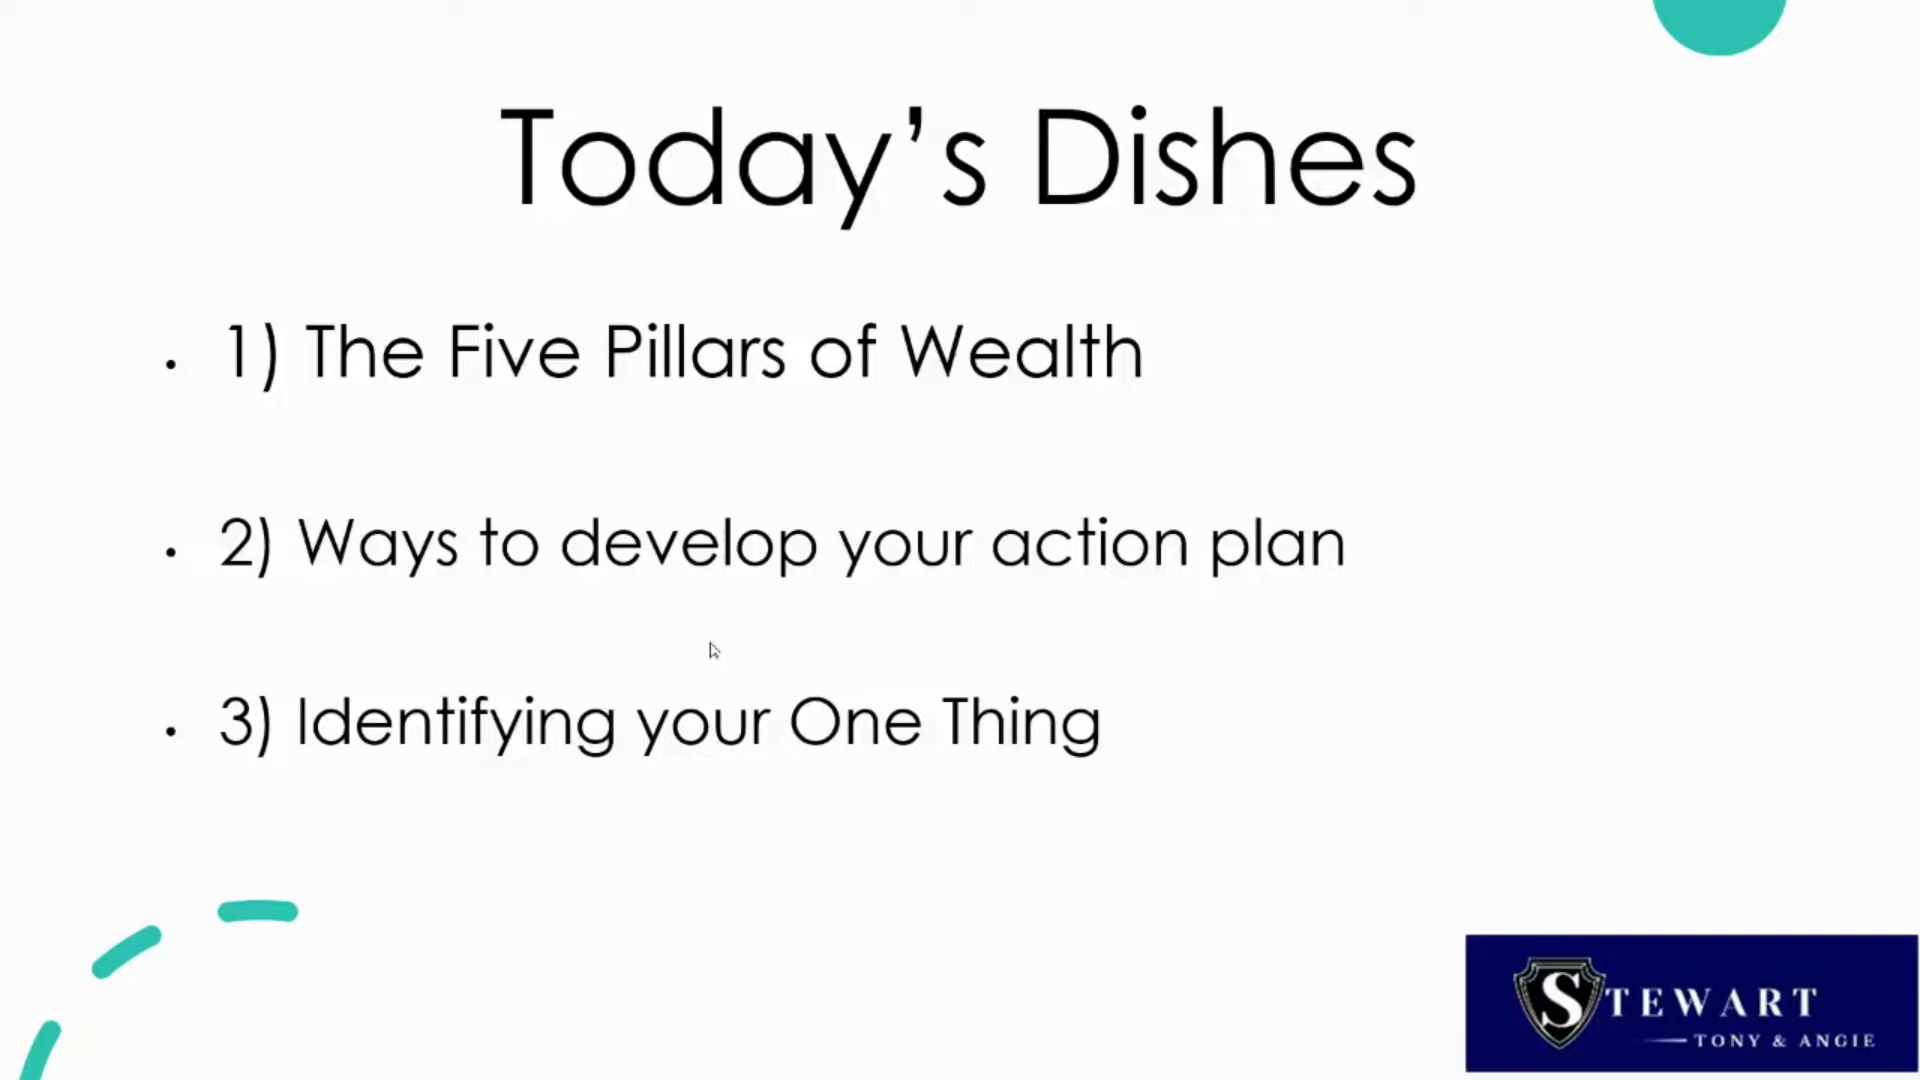 Today’s Dishes
• 1) The Five Pillars of Wealth
• 2) Ways to develop your action plan
• 3) Identifying your One Thing
STEWART
TONY & ANGIE